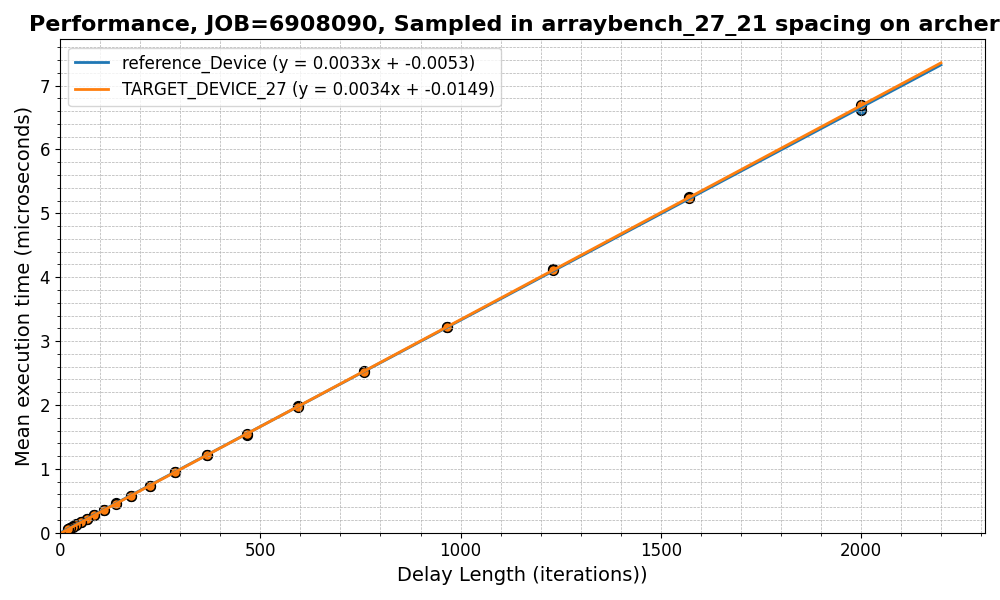 Performance, JOB=6908090, Sampled in arraybench_27_21 spacing on archer
reference_Device (y = 0.0033x + -0.0053)
TARGET_DEVICE_27 (y = 0.0034x + -0.0149)
Mean execution time (microseconds)
7
6
5
4
3
2
1
0
0 500 1000 1500 2000
Delay Length (iterations))